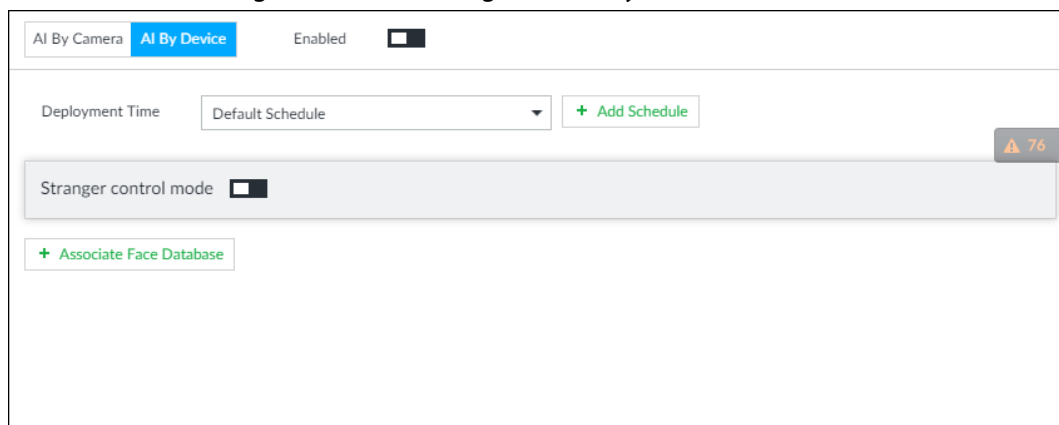 AI By Camera AI By Device Enabled
Deployment Time Default Schedule + Add Schedule
76
Stranger control mode
+ Associate Face Database